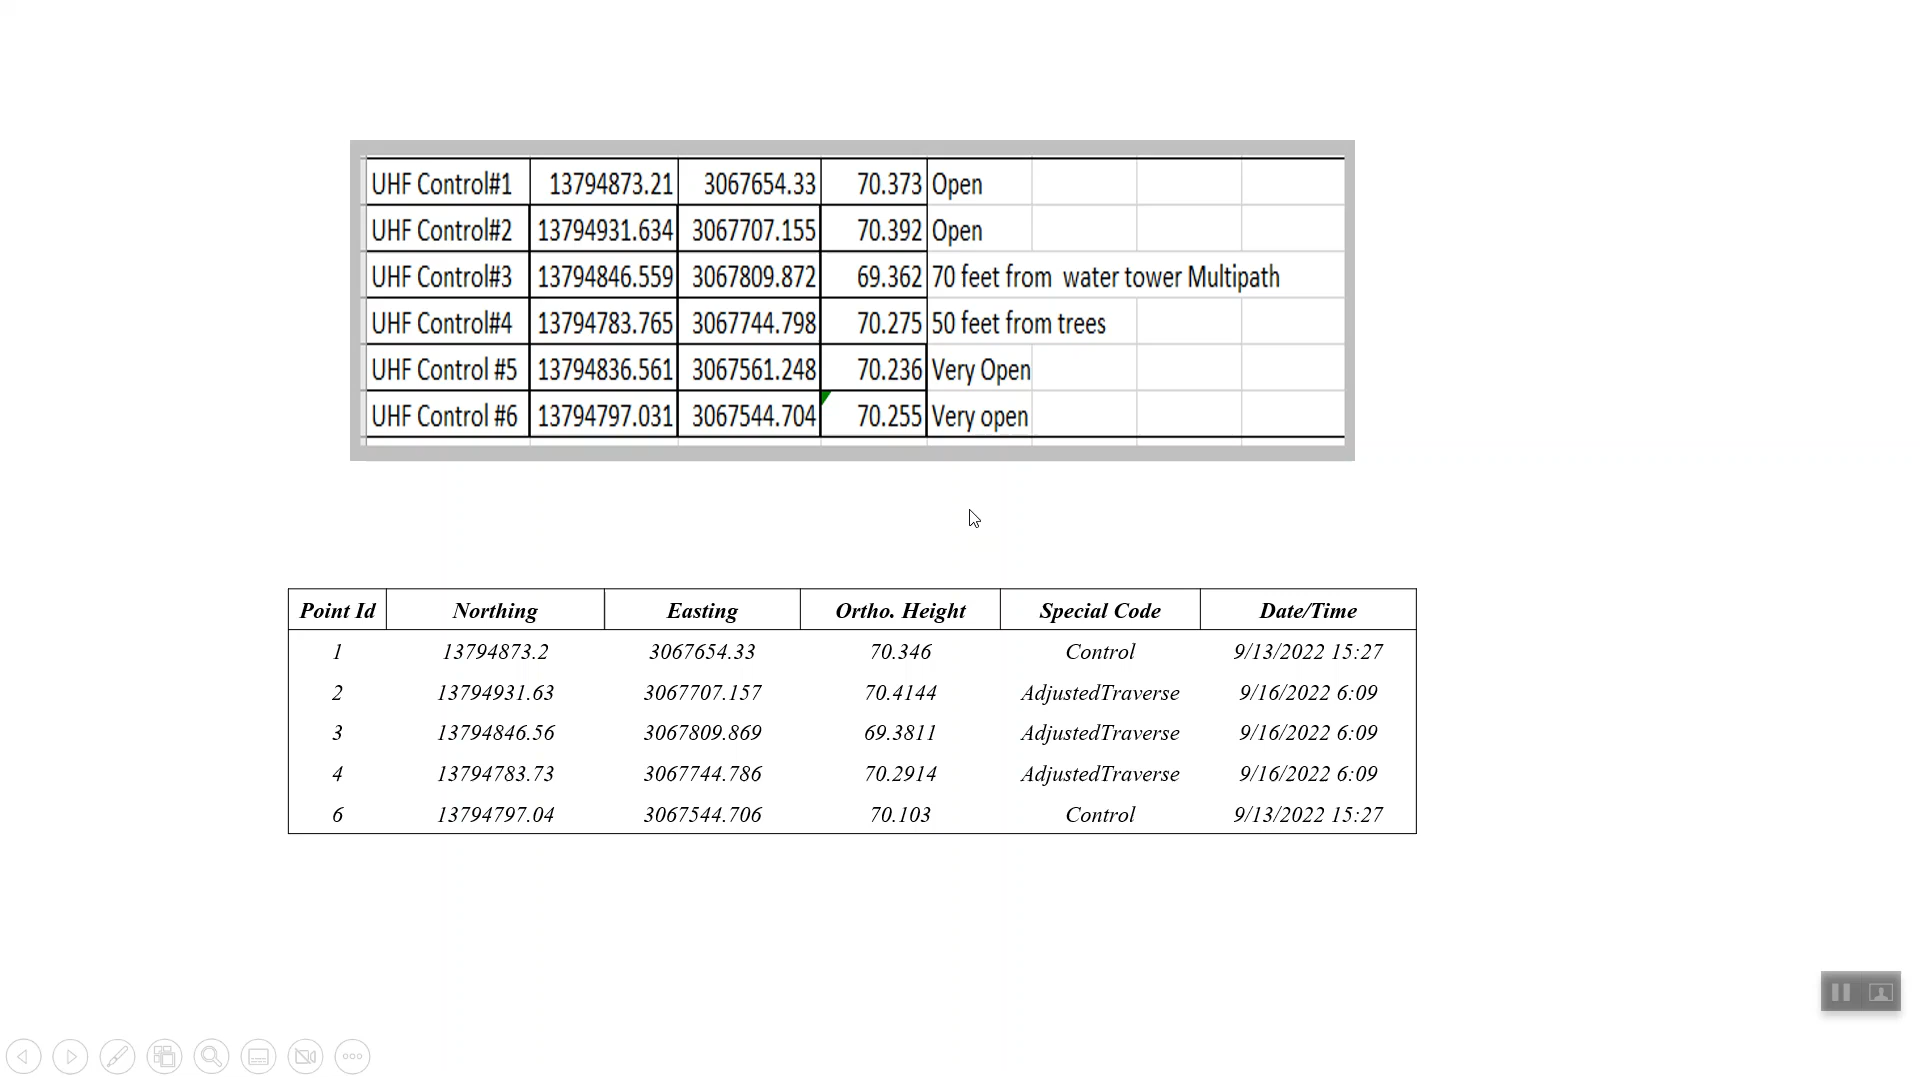 UHF Control#1 13794873.21 3067654.33 70.373 Open
UHF Control#2 13794931.634 3067707.155 70.392 Open
UHF Control#3 13794846.559 3067809.872 69.362 70 feet from water tower Multipath
UHF Control#4 13794783.765 3067744.798 70.275 50 feet from trees
UHF Control #5 13794836.561 3067561.248 70.236 Very Open
UHF Control #6 13794797.031 3067544.704 70.255 Very open
Point Id Northing Easting Ortho. Height Special Code Date/Time
1 13794873.2 3067654.33 70.346 Control 9/13/2022 15:27
2 13794931.63 3067707.157 70.4144 AdjustedTraverse 9/16/2022 6:09
3 13794846.56 3067809.869 69.3811 AdjustedTraverse 9/16/2022 6:09
4 13794783.73 3067744.786 70.2914 AdjustedTraverse 9/16/2022 6:09
6 13794797.04 3067544.706 70.103 Control 9/13/2022 15:27